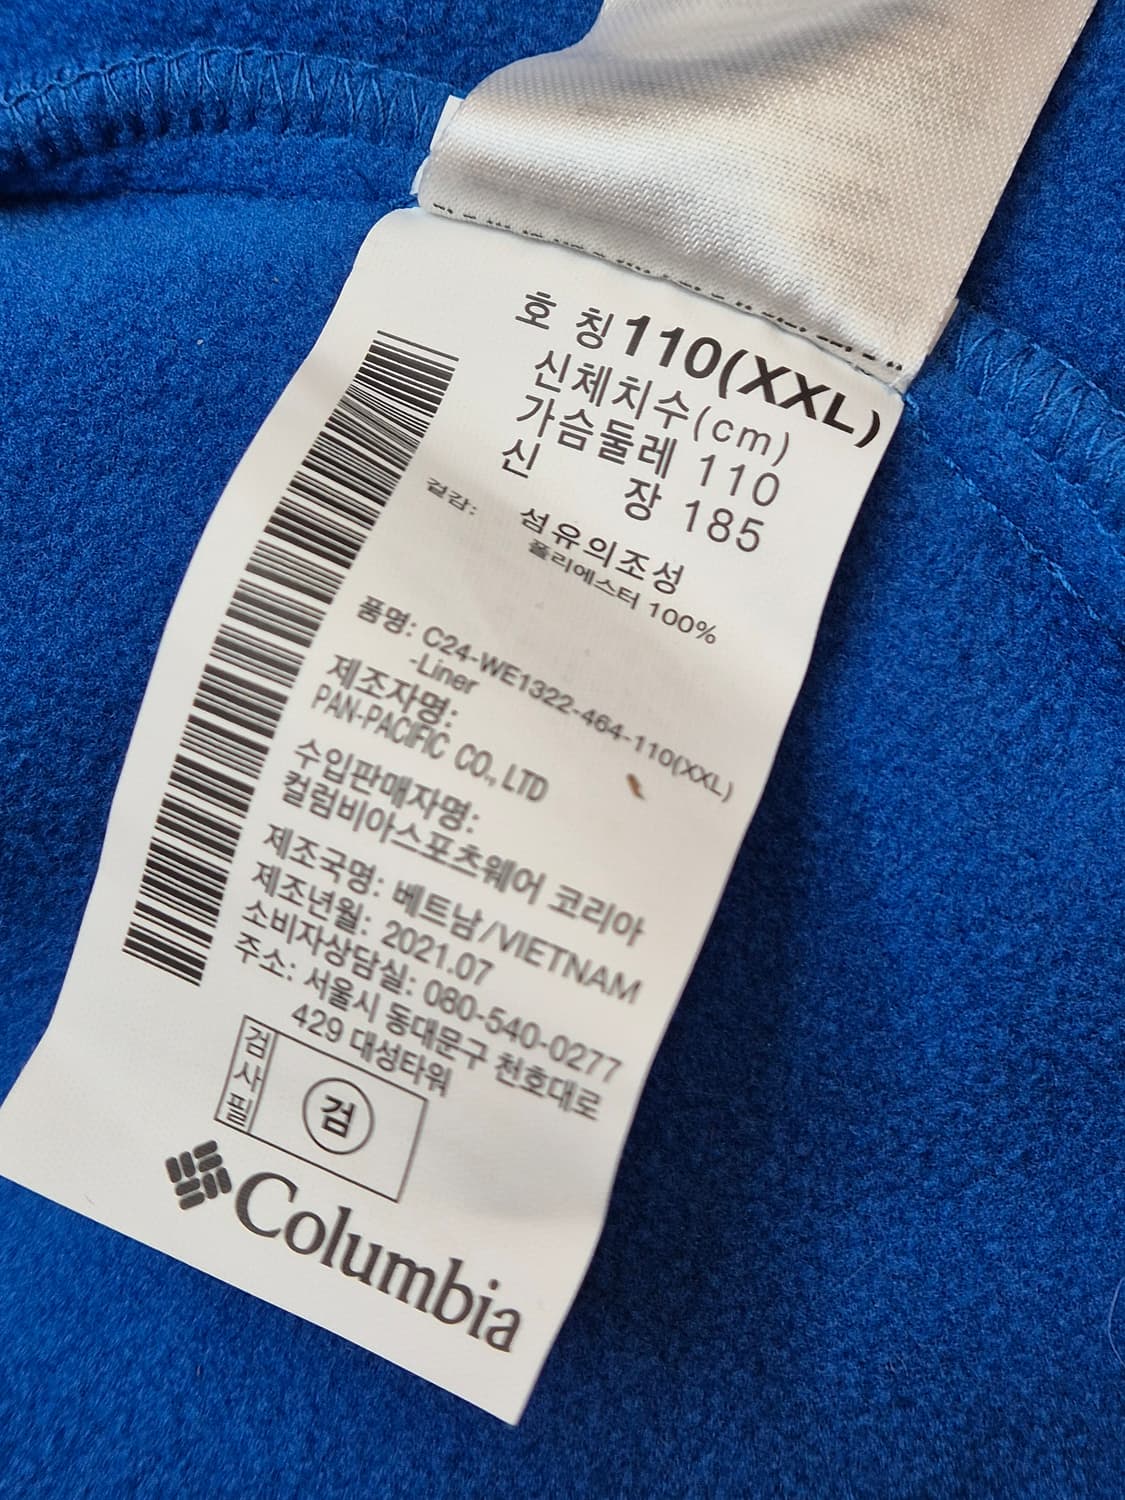 호 칭 110(XXL)
신체치수(cm)
가슴둘레 110
신 장 185
섬유의조성
겉감: 폴리에스터 100%
품명: C24-WE1322-464-110(XXL)
-Liner
제조자명:
PAN-PACIFIC CO., LTD
수입판매자명:
컬럼비아스포츠웨어 코리아
제조국명: 베트남/VIETNAM
제조년월: 2021.07
소비자상담실: 080-540-0277
주소: 서울시 동대문구 천호대로
429 대성타워
검사필 검
Columbia